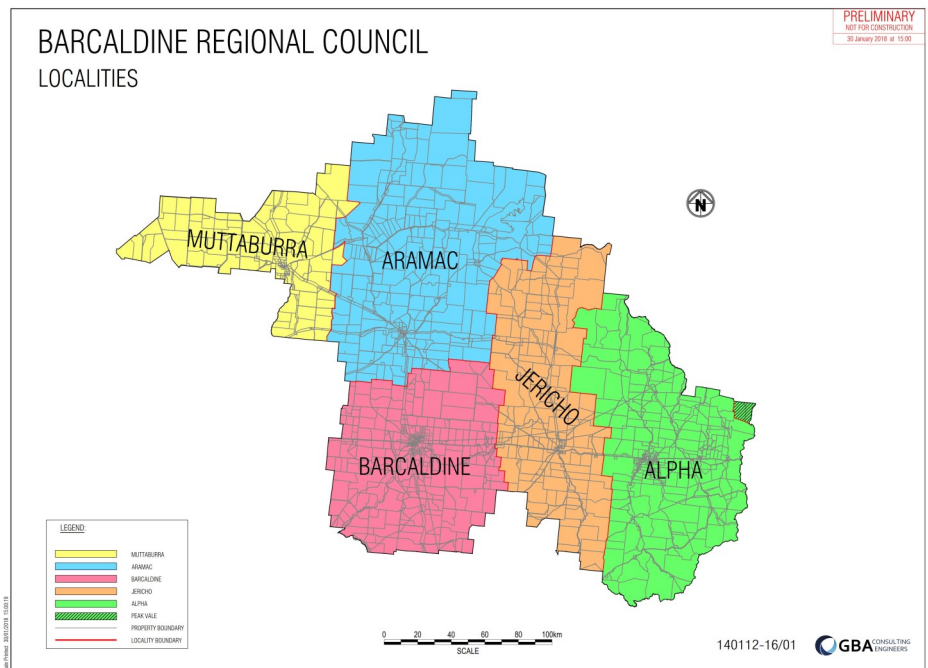 PRELIMINARY
NOT FOR CONSTRUCTION
30 January 2018 at 15:00
BARCALDINE REGIONAL COUNCIL
LOCALITIES
N
MUTTABURRA
ARAMAC
JERICHO
BARCALDINE
ALPHA
LEGEND:
MUTTABURRA
ARAMAC
BARCALDINE
JERICHO
ALPHA
PEAK VALE
PROPERTY BOUNDARY
LOCALITY BOUNDARY
0 20 40 60 80 100km
SCALE
140112-16/01
GBA CONSULTING
ENGINEERS